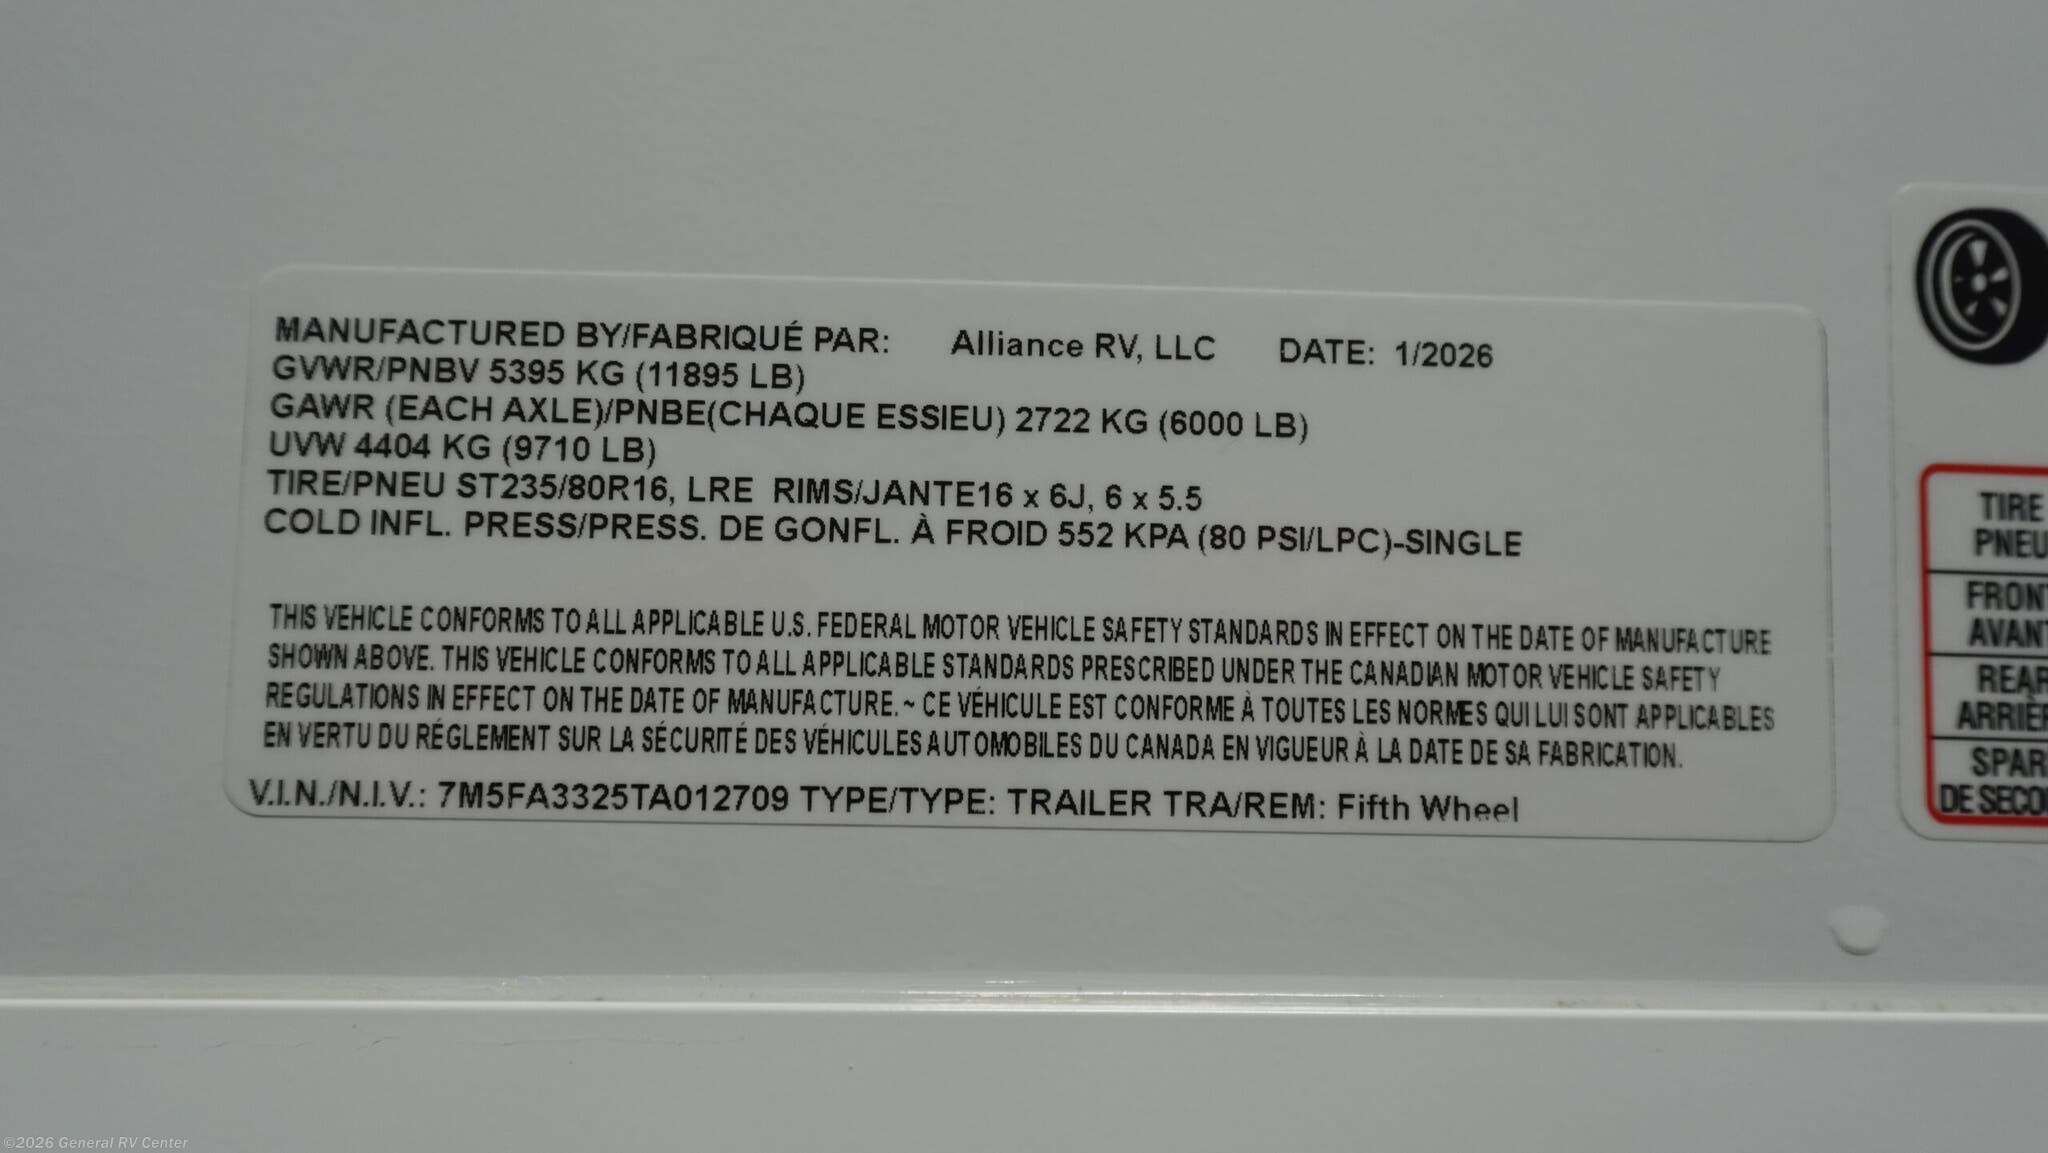 MANUFACTURED BY/FABRIQUÉ PAR: Alliance RV, LLC DATE: 1/2026
GVWR/PNBV 5395 KG (11895 LB)
GAWR (EACH AXLE)/PNBE(CHAQUE ESSIEU) 2722 KG (6000 LB)
UVW 4404 KG (9710 LB)
TIRE/PNEU ST235/80R16, LRE RIMS/JANTE16 x 6J, 6 x 5.5
COLD INFL. PRESS/PRESS. DE GONFL. À FROID 552 KPA (80 PSI/LPC)-SINGLE
THIS VEHICLE CONFORMS TO ALL APPLICABLE U.S. FEDERAL MOTOR VEHICLE SAFETY STANDARDS IN EFFECT ON THE DATE OF MANUFACTURE
SHOWN ABOVE. THIS VEHICLE CONFORMS TO ALL APPLICABLE STANDARDS PRESCRIBED UNDER THE CANADIAN MOTOR VEHICLE SAFETY
REGULATIONS IN EFFECT ON THE DATE OF MANUFACTURE. ~ CE VÉHICULE EST CONFORME À TOUTES LES NORMES QUI LUI SONT APPLICABLES
EN VERTU DU RÉGLEMENT SUR LA SÉCURITÉ DES VÉHICULES AUTOMOBILES DU CANADA EN VIGUEUR À LA DATE DE SA FABRICATION.
V.I.N./N.I.V.: 7M5FA3325TA012709 TYPE/TYPE: TRAILER TRA/REM: Fifth Wheel
TIRE
PNEU
FRONT
AVANT
REAR
ARRIÈR
SPAR
DE SECO
©2026 General RV Center